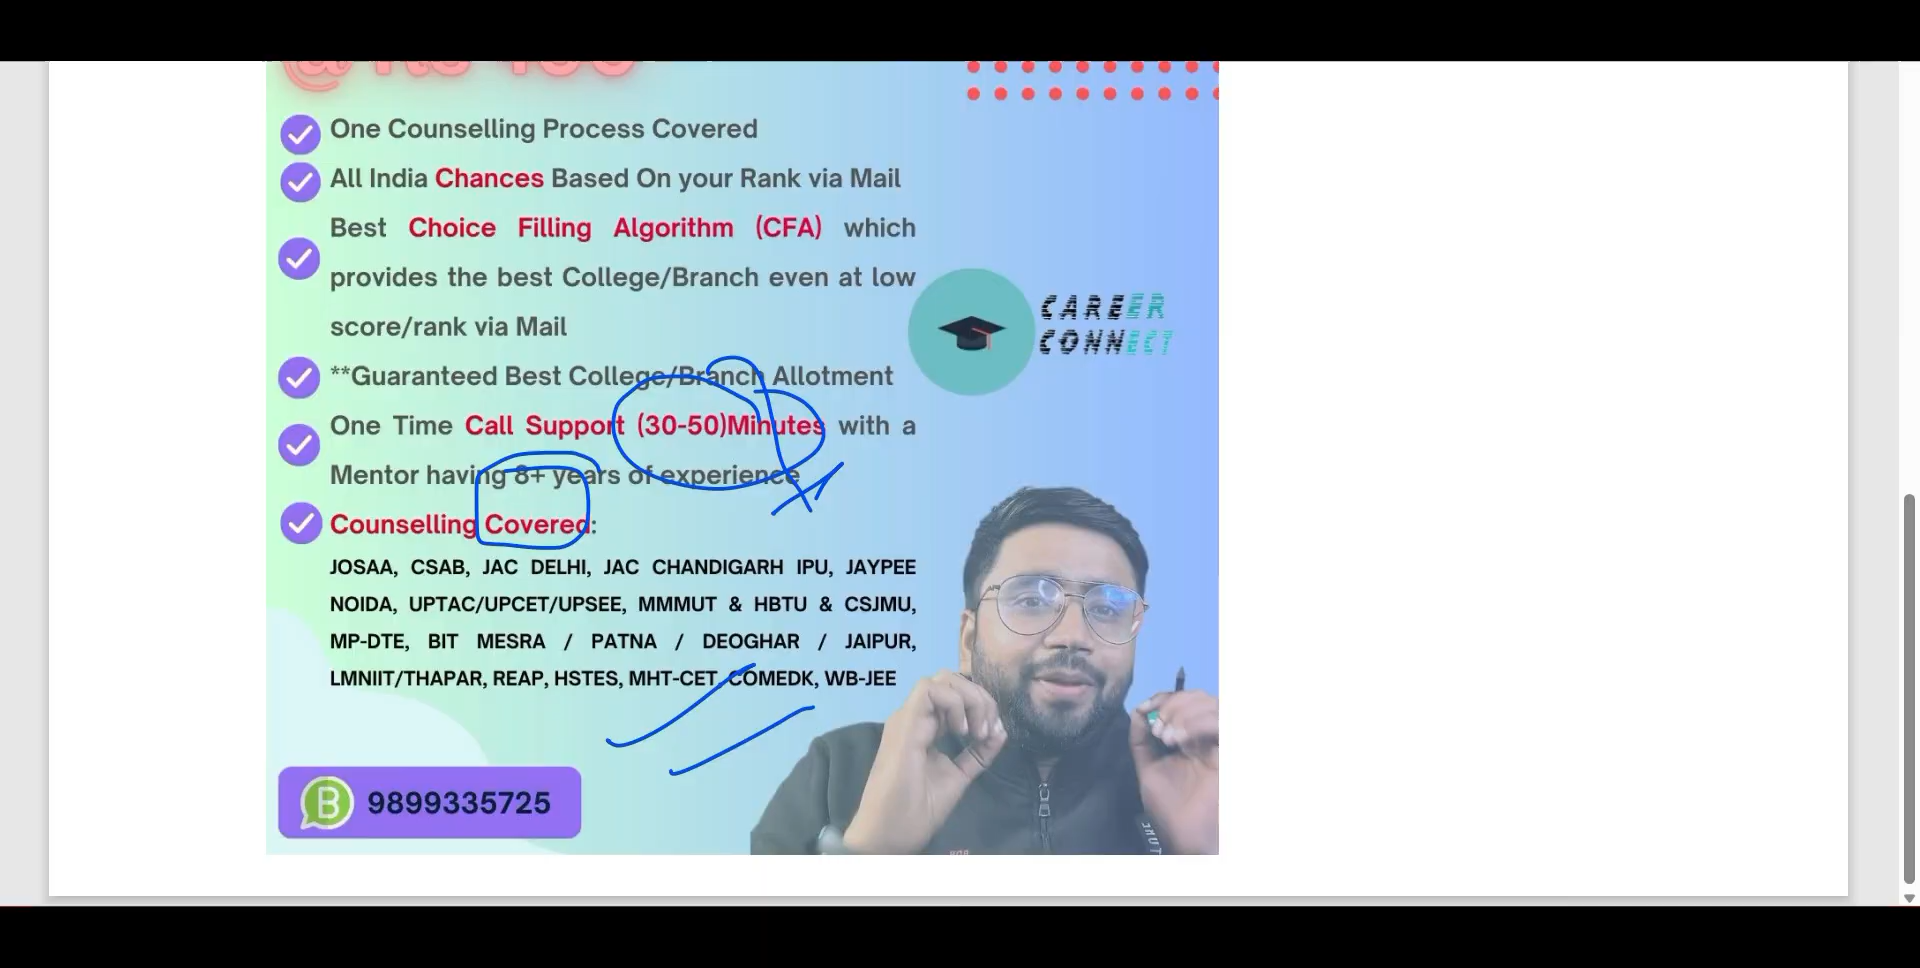 One Counselling Process Covered
All India Chances Based On your Rank via Mail
Best Choice Filling Algorithm (CFA) which
provides the best College/Branch even at low
score/rank via Mail
**Guaranteed Best College/Branch Allotment
One Time Call Support (30-50)Minutes with a
Mentor having 8+ years of experience
Counselling Covered:
JOSAA, CSAB, JAC DELHI, JAC CHANDIGARH IPU, JAYPEE
NOIDA, UPTAC/UPCET/UPSEE, MMMUT & HBTU & CSJMU,
MP-DTE, BIT MESRA / PATNA / DEOGHAR / JAIPUR,
LMNIIT/THAPAR, REAP, HSTES, MHT-CET, COMEDK, WB-JEE
CAREER
CONNECT
9899335725